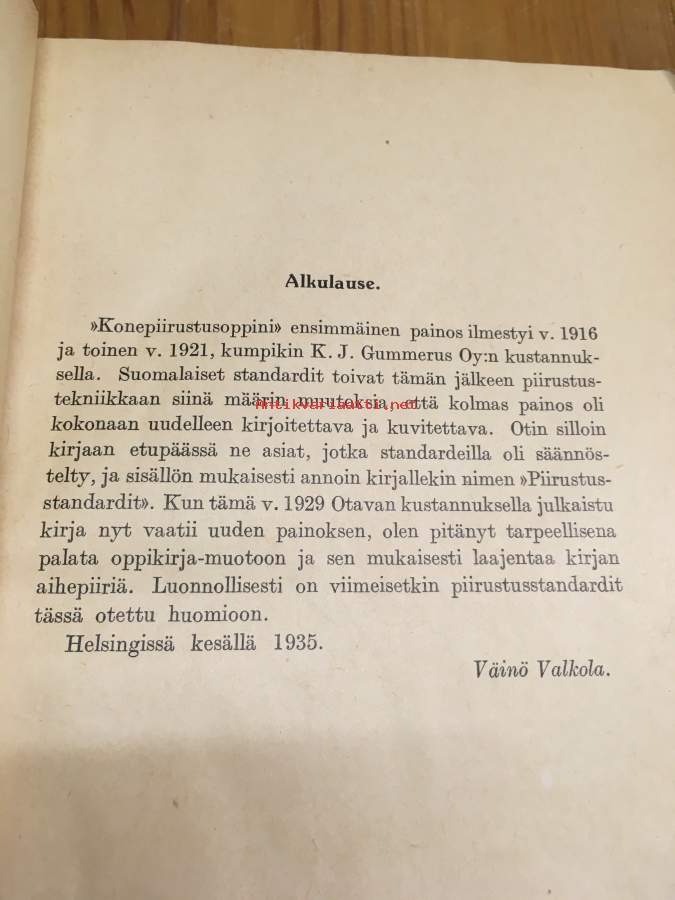 Alkulause.
»Konepiirustusoppini» ensimmäinen painos ilmestyi v. 1916
ja toinen v. 1921, kumpikin K. J. Gummerus Oy:n kustannuk-
sella. Suomalaiset standardit toivat tämän jälkeen piirustus-
tekniikkaan siinä määrin muutoksia, että kolmas painos oli
Antikvariaatti.net
kokonaan uudelleen kirjoitettava ja kuvitettava. Otin silloin
kirjaan etupäässä ne asiat, jotka standardeilla oli säännös-
telty, ja sisällön mukaisesti annoin kirjallekin nimen »Piirustus-
standardit». Kun tämä v. 1929 Otavan kustannuksella julkaistu
kirja nyt vaatii uuden painoksen, olen pitänyt tarpeellisena
palata oppikirja-muotoon ja sen mukaisesti laajentaa kirjan
aihepiiriä. Luonnollisesti on viimeisetkin piirustusstandardit
tässä otettu huomioon.
Helsingissä kesällä 1935.
Väinö Valkola.